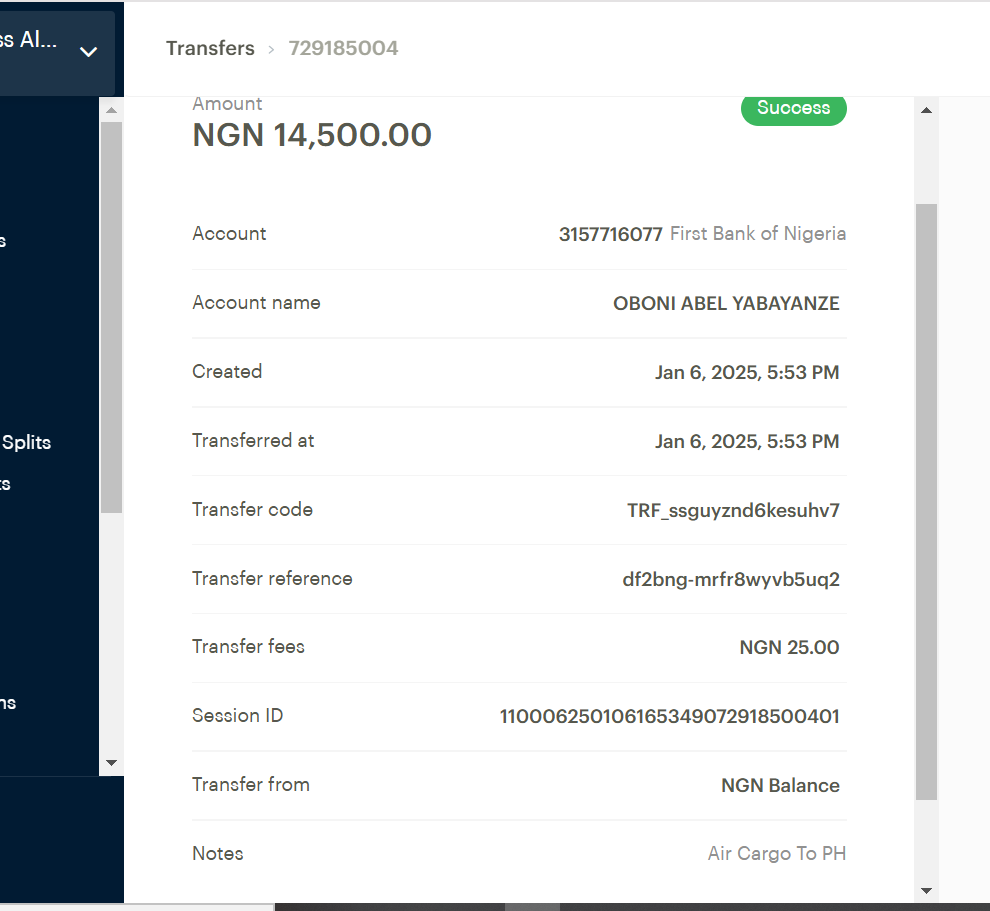 ss Al...
Transfers > 729185004
Amount
Success
NGN 14,500.00
Account 3157716077 First Bank of Nigeria
s
Account name OBONI ABEL YABAYANZE
Created Jan 6, 2025, 5:53 PM
Transferred at Jan 6, 2025, 5:53 PM
Splits
ts
Transfer code TRF_ssguyznd6kesuhv7
Transfer reference df2bng-mrfr8wyvb5uq2
Transfer fees NGN 25.00
ns
Session ID 110006250106165349072918500401
Transfer from NGN Balance
Notes Air Cargo To PH